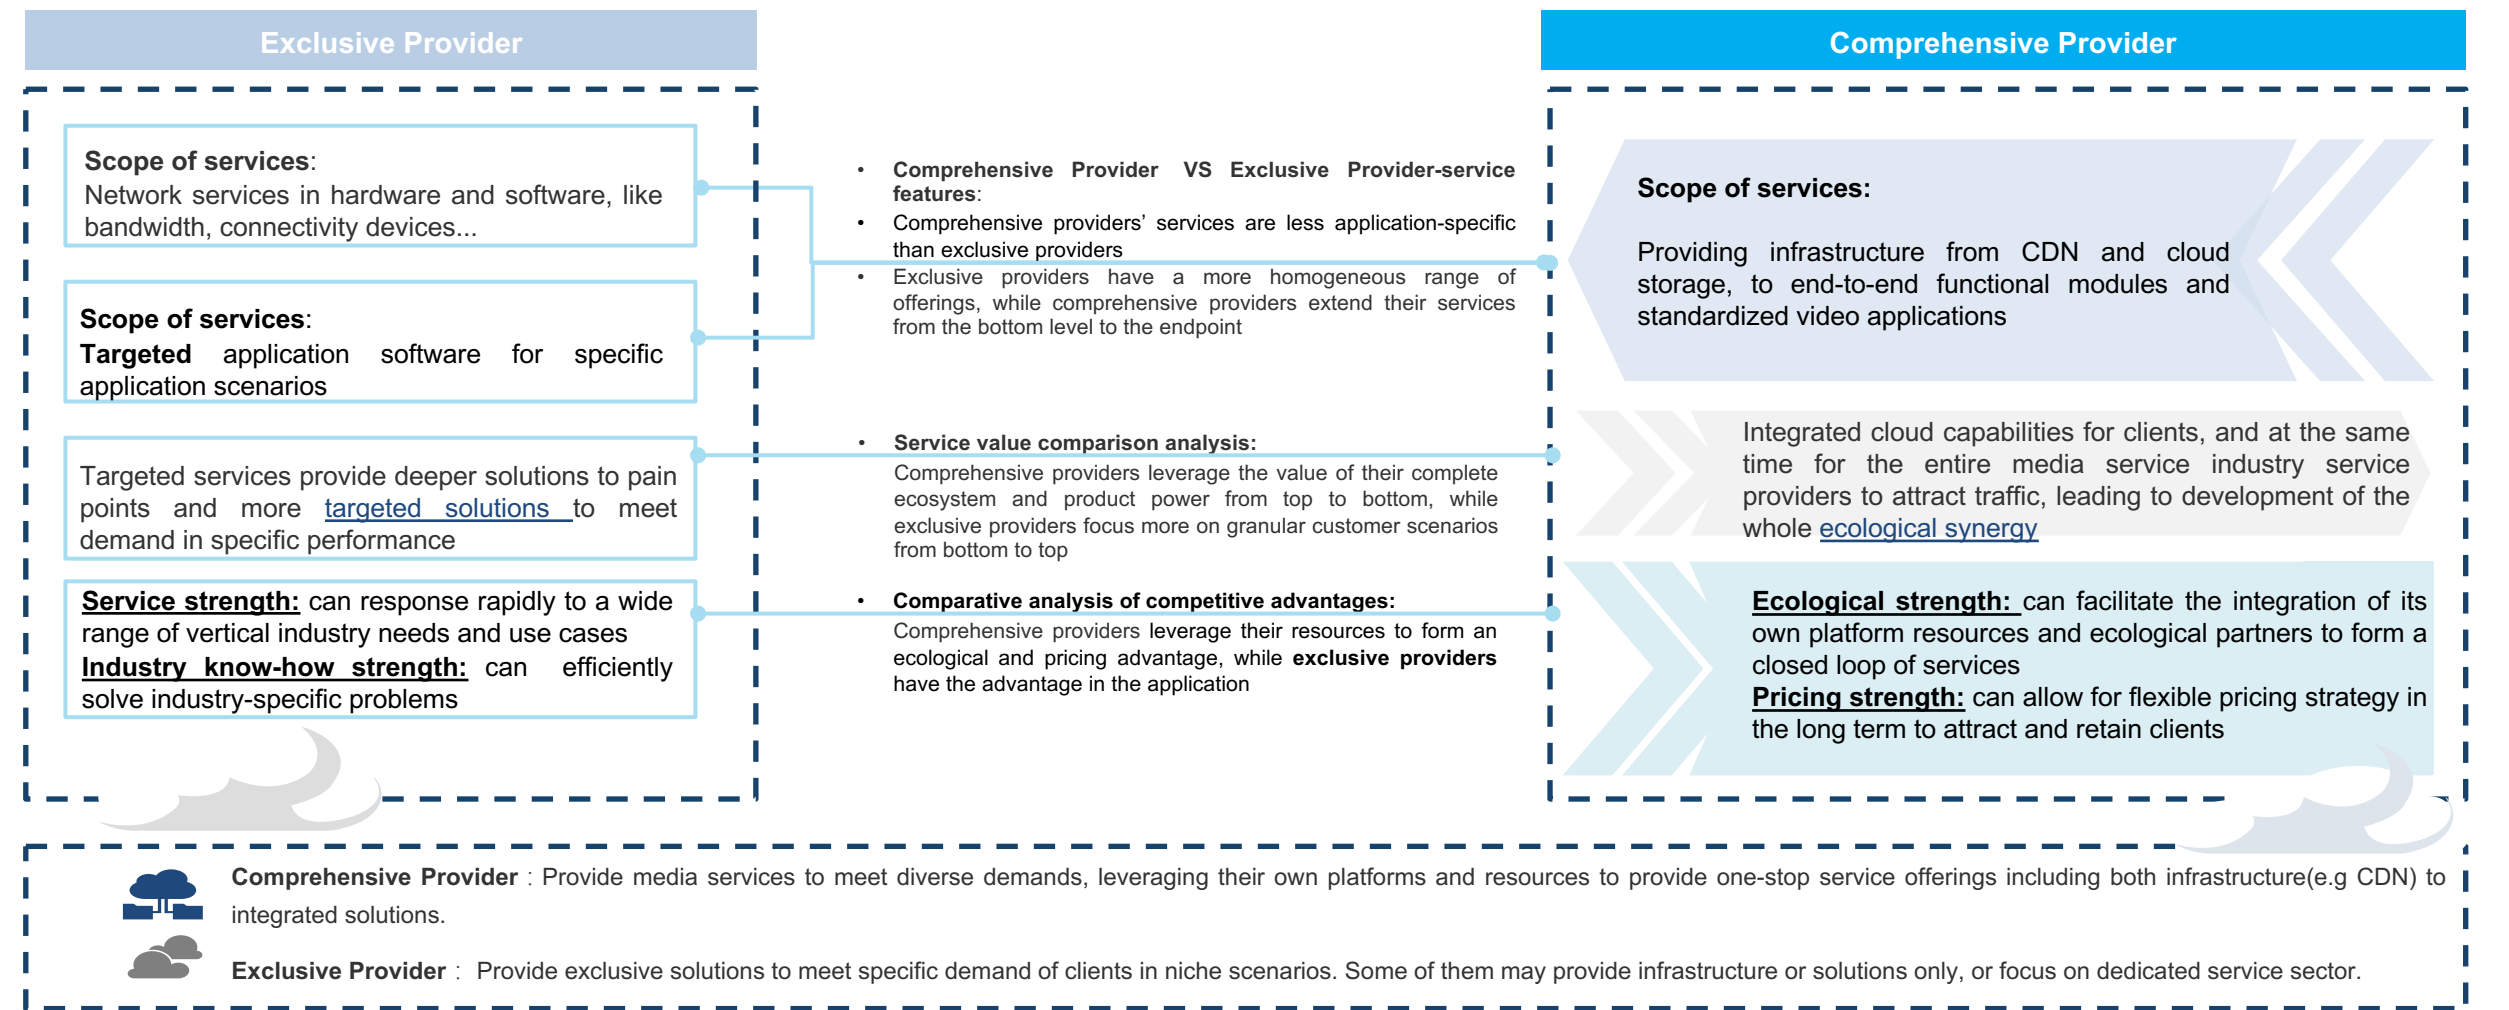 Exclusive Provider
Scope of services:
Network services in hardware and software, like
bandwidth, connectivity devices...
Scope of services:
Targeted application software for specific
application scenarios
Targeted services provide deeper solutions to pain
points and more targeted solutions to meet
demand in specific performance
Service strength: can response rapidly to a wide
range of vertical industry needs and use cases
Industry know-how strength: can efficiently
solve industry-specific problems
• Comprehensive Provider VS Exclusive Provider-service
features:
• Comprehensive providers’ services are less application-specific
than exclusive providers
• Exclusive providers have a more homogeneous range of
offerings, while comprehensive providers extend their services
from the bottom level to the endpoint
• Service value comparison analysis:
Comprehensive providers leverage the value of their complete
ecosystem and product power from top to bottom, while
exclusive providers focus more on granular customer scenarios
from bottom to top
• Comparative analysis of competitive advantages:
Comprehensive providers leverage their resources to form an
ecological and pricing advantage, while exclusive providers
have the advantage in the application
Comprehensive Provider
Scope of services:
Providing infrastructure from CDN and cloud
storage, to end-to-end functional modules and
standardized video applications
Integrated cloud capabilities for clients, and at the same
time for the entire media service industry service
providers to attract traffic, leading to development of the
whole ecological synergy
Ecological strength: can facilitate the integration of its
own platform resources and ecological partners to form a
closed loop of services
Pricing strength: can allow for flexible pricing strategy in
the long term to attract and retain clients
Comprehensive Provider : Provide media services to meet diverse demands, leveraging their own platforms and resources to provide one-stop service offerings including both infrastructure(e.g CDN) to
integrated solutions.
Exclusive Provider : Provide exclusive solutions to meet specific demand of clients in niche scenarios. Some of them may provide infrastructure or solutions only, or focus on dedicated service sector.